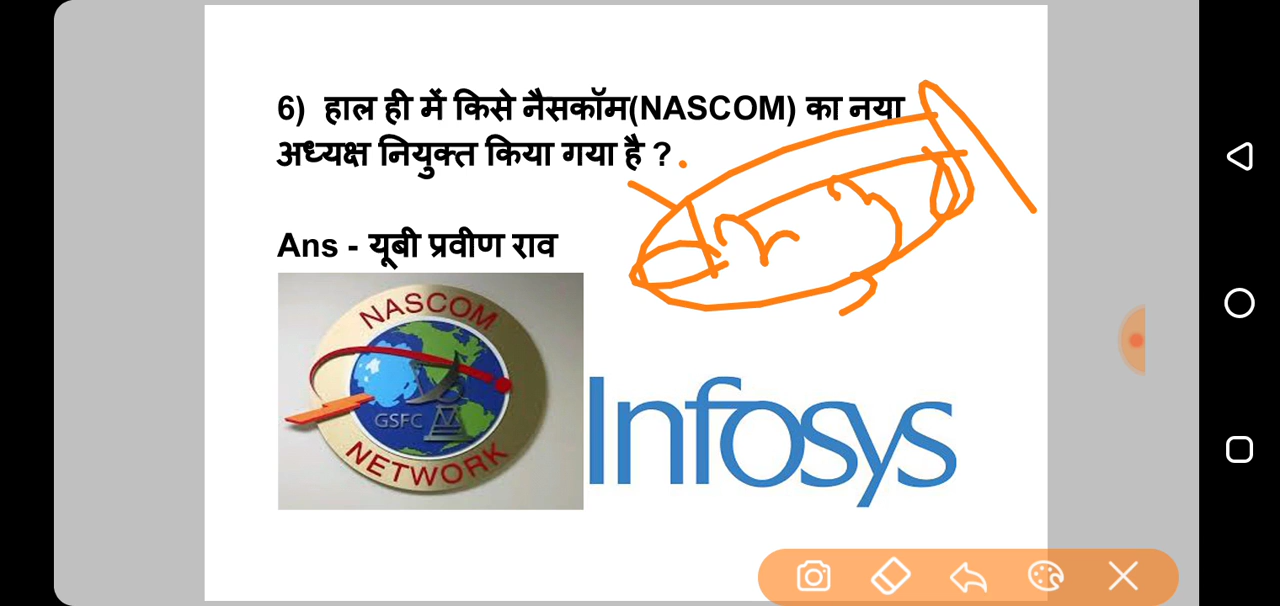 6) हाल ही में किसे नैसकॉम(NASCOM) का नया
अध्यक्ष नियुक्त किया गया है ?
Ans - यूबी प्रवीण राव
NASCOM
GSFC
NETWORK
Infosys